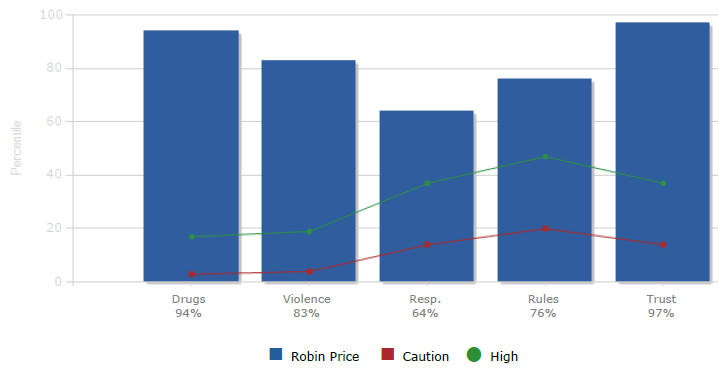 100
80
60
40
20
0
Percentile
Drugs Violence Resp. Rules Trust
94% 83% 64% 76% 97%
Robin Price Caution High